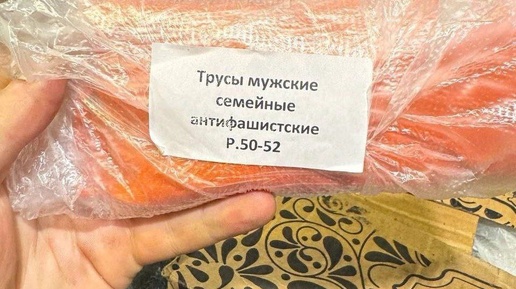 Трусы мужские
семейные
антифашистские
Р.50-52